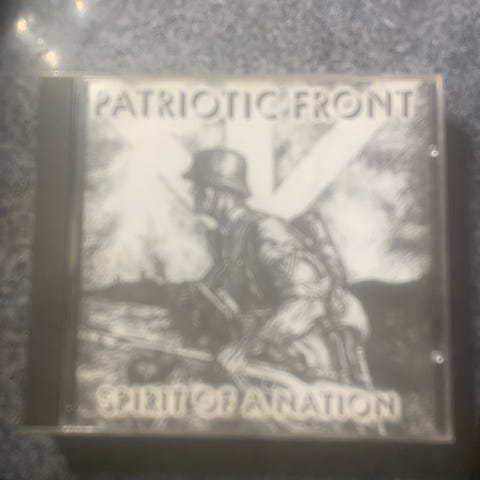 PATRIOTIC FRONT
SPIRIT OF A NATION